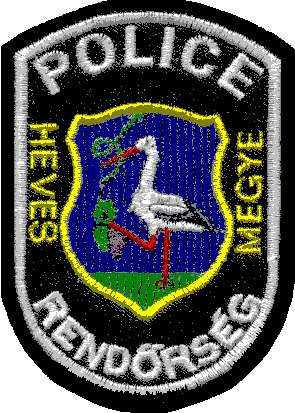 POLICE
HEVES
MEGYE
RENDŐRSÉG